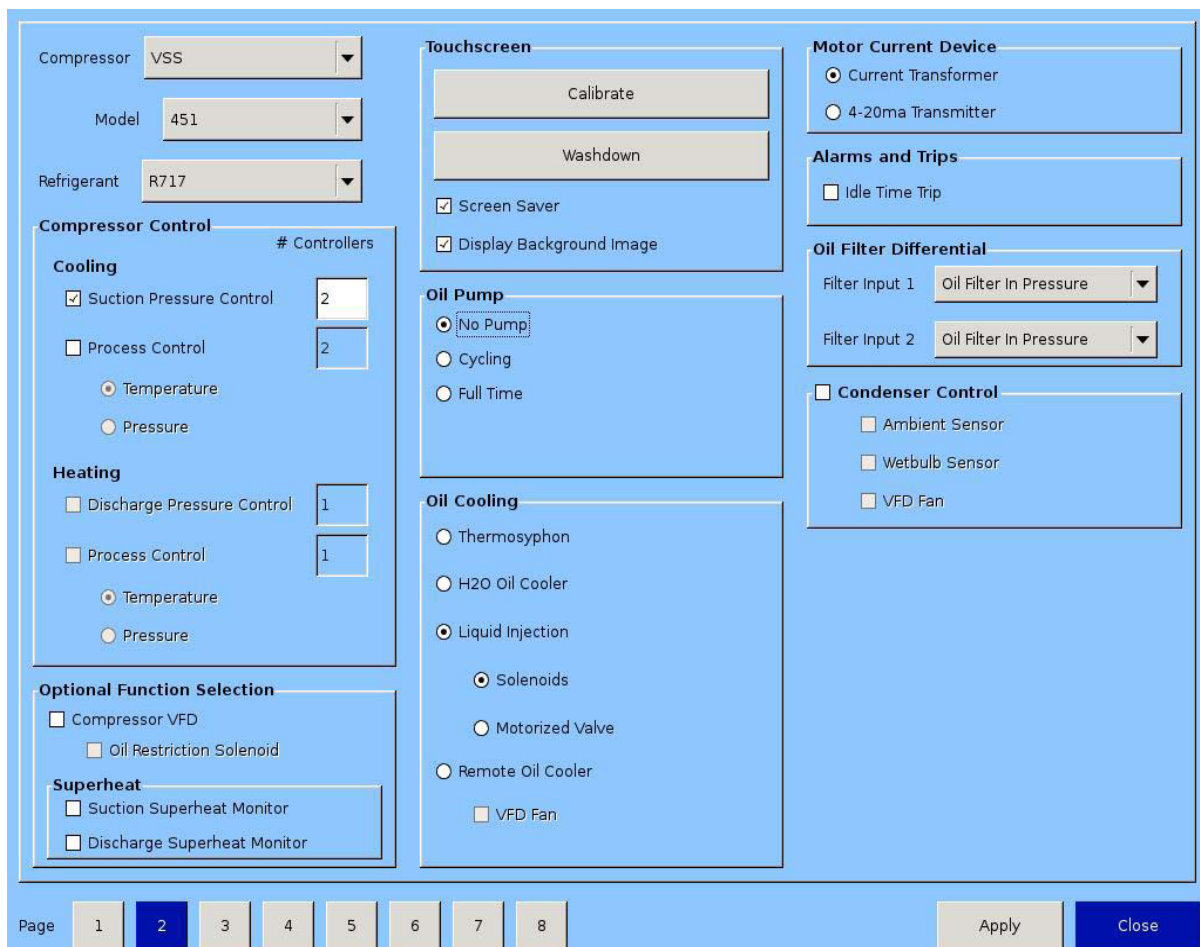 Compressor VSS
Model 451
Refrigerant R717
Compressor Control
# Controllers
Cooling
Suction Pressure Control 2
Process Control 2
Temperature
Pressure
Heating
Discharge Pressure Control 1
Process Control 1
Temperature
Pressure
Optional Function Selection
Compressor VFD
Oil Restriction Solenoid
Superheat
Suction Superheat Monitor
Discharge Superheat Monitor
Touchscreen
Calibrate
Washdown
Screen Saver
Display Background Image
Oil Pump
No Pump
Cycling
Full Time
Oil Cooling
Thermosyphon
H2O Oil Cooler
Liquid Injection
Solenoids
Motorized Valve
Remote Oil Cooler
VFD Fan
Motor Current Device
Current Transformer
4-20ma Transmitter
Alarms and Trips
Idle Time Trip
Oil Filter Differential
Filter Input 1 Oil Filter In Pressure
Filter Input 2 Oil Filter In Pressure
Condenser Control
Ambient Sensor
Wetbulb Sensor
VFD Fan
Page 1 2 3 4 5 6 7 8 Apply Close